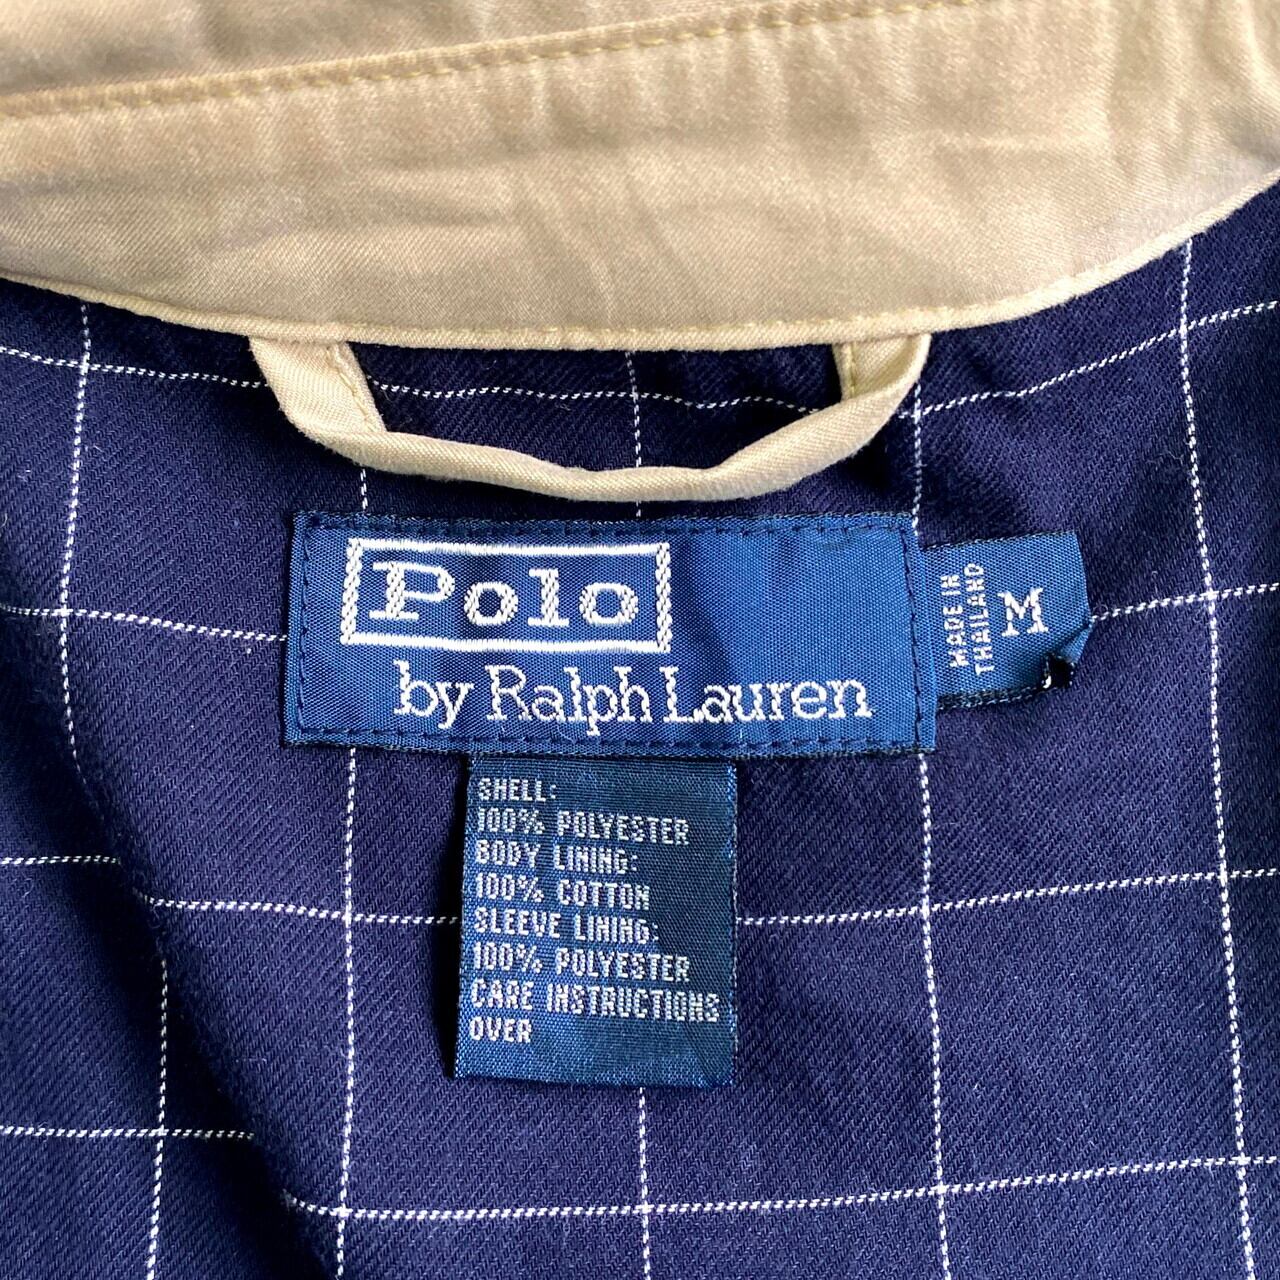 Polo
by Ralph Lauren
MADE IN
THAILAND
M
SHELL:
100% POLYESTER
BODY LINING:
100% COTTON
SLEEVE LINING:
100% POLYESTER
CARE INSTRUCTIONS
OVER